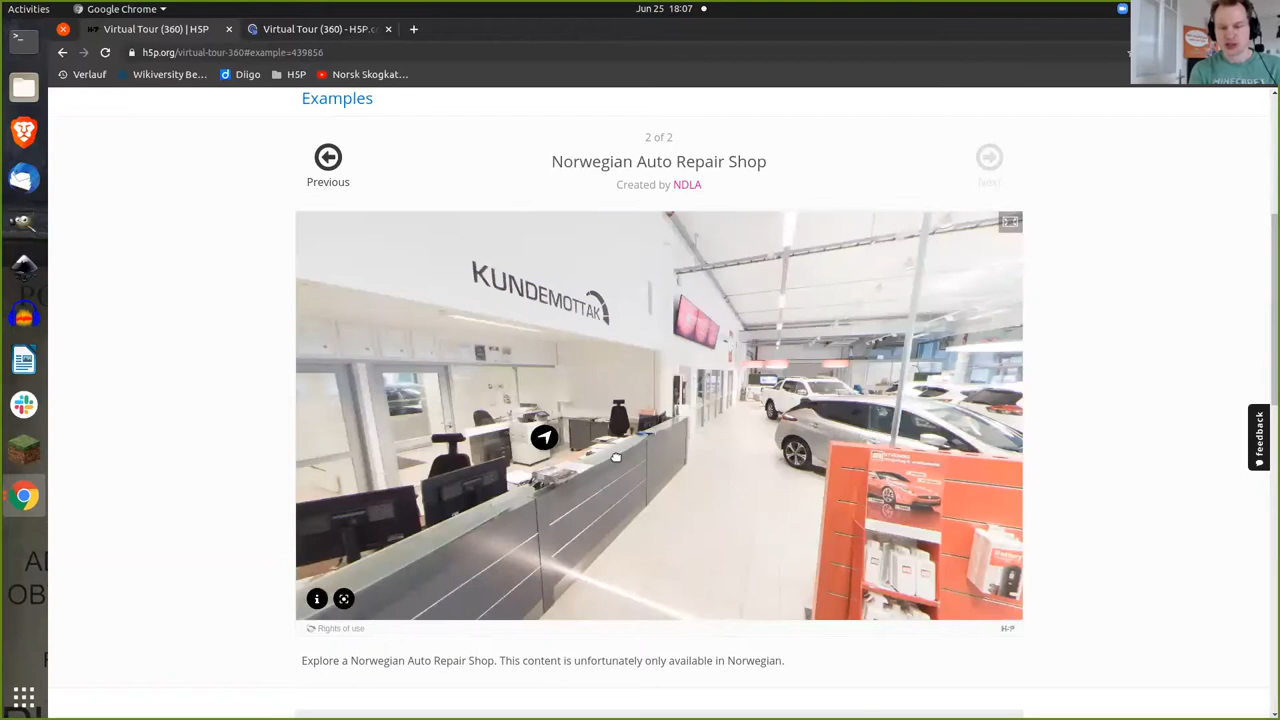 Activities
Google Chrome
Jun 25 18:07
Virtual Tour (360) | H5P
Virtual Tour (360) - H5P.c
h5p.org/virtual-tour-360#example=439856
Verlauf
Wikiversity Be...
Diigo
H5P
Norsk Skogkat...
MINECRAFT
Examples
2 of 2
Previous
Norwegian Auto Repair Shop
Next
Created by NDLA
KUNDEMOTTAK
feedback
Rights of use
H5P
Explore a Norwegian Auto Repair Shop. This content is unfortunately only available in Norwegian.